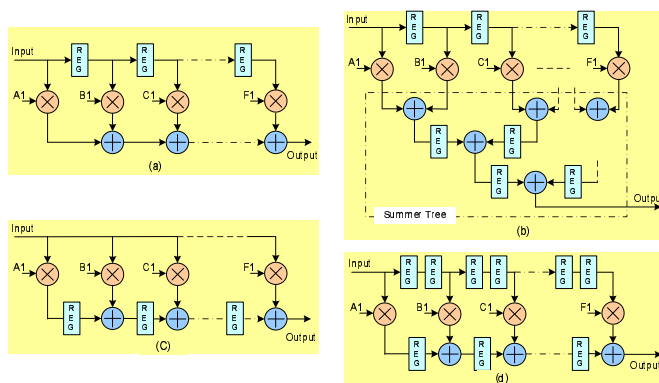 Input
REG
REG
REG
A1
B1
C1
F1
Output
(a)
Input
REG
REG
REG
A1
B1
C1
F1
REG
REG
REG
REG
Summer Tree
Output
(b)
Input
A1
B1
C1
F1
REG
REG
REG
Output
(C)
Input
REG
REG
REG
REG
REG
REG
A1
B1
C1
F1
REG
REG
REG
Output
(d)